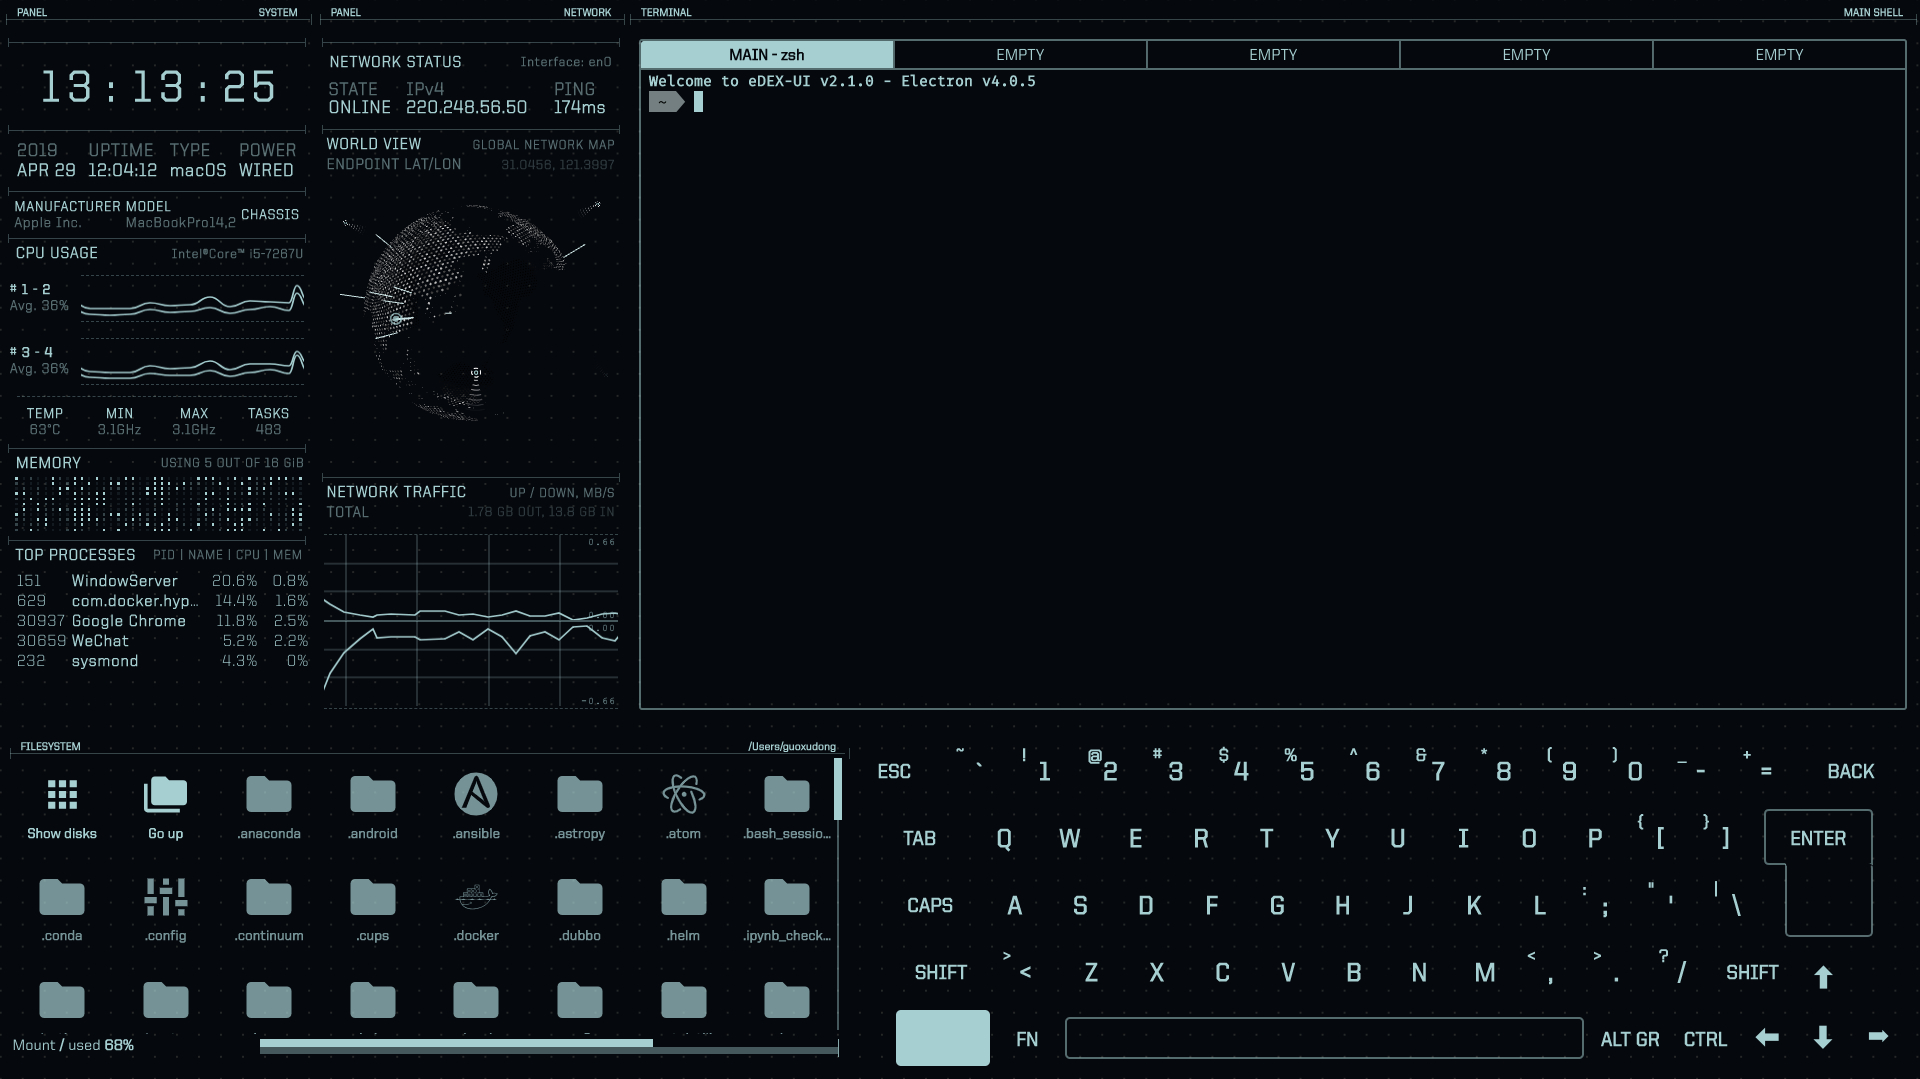 PANEL SYSTEM
PANEL NETWORK
TERMINAL MAIN SHELL
13:13:25
2019 UPTIME TYPE POWER
APR 29 12:04:12 macOS WIRED
MANUFACTURER MODEL CHASSIS
Apple Inc. MacBookPro14,2
CPU USAGE Intel®Core™ i5-7267U
# 1 - 2
Avg. 36%
# 3 - 4
Avg. 36%
TEMP MIN MAX TASKS
63°C 3.1GHz 3.1GHz 483
MEMORY USING 5 OUT OF 16 GiB
TOP PROCESSES PID | NAME | CPU | MEM
151 WindowServer 20.6% 0.8%
629 com.docker.hyp... 14.4% 1.6%
30937 Google Chrome 11.8% 2.5%
30659 WeChat 5.2% 2.2%
232 sysmond 4.3% 0%
NETWORK STATUS Interface: en0
STATE IPv4 PING
ONLINE 220.248.56.50 174ms
WORLD VIEW GLOBAL NETWORK MAP
ENDPOINT LAT/LON 31.0456, 121.3997
NETWORK TRAFFIC UP / DOWN, MB/S
TOTAL 1.78 GB OUT, 13.8 GB IN
0.66
0.00
0.00
-0.66
MAIN - zsh EMPTY EMPTY EMPTY EMPTY
Welcome to eDEX-UI v2.1.0 - Electron v4.0.5
~
FILESYSTEM /Users/guoxudong
Show disks Go up .anaconda .android .ansible .astropy .atom .bash_sessio...
.conda .config .continuum .cups .docker .dubbo .helm .ipynb_check...
Mount / used 68%
ESC ~ ` ! 1 @ 2 # 3 $ 4 % 5 ^ 6 & 7 * 8 ( 9 ) 0 _ - + = BACK
TAB Q W E R T Y U I O P { [ } ] ENTER
CAPS A S D F G H J K L : ; " ' | \
SHIFT > < Z X C V B N M < , > . ? / SHIFT
FN ALT GR CTRL